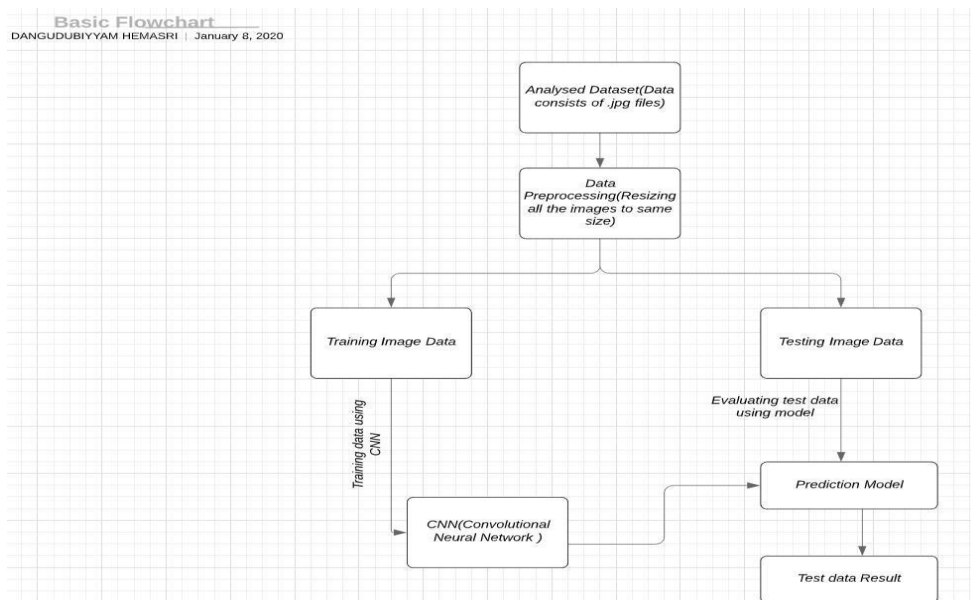 Basic Flowchart
DANGUDUBIYYAM HEMASRI | January 8, 2020
Analysed Dataset(Data
consists of .jpg files)
Data
Preprocessing(Resizing
all the images to same
size)
Training Image Data
Testing Image Data
Training data using
CNN
Evaluating test data
using model
CNN(Convolutional
Neural Network )
Prediction Model
Test data Result